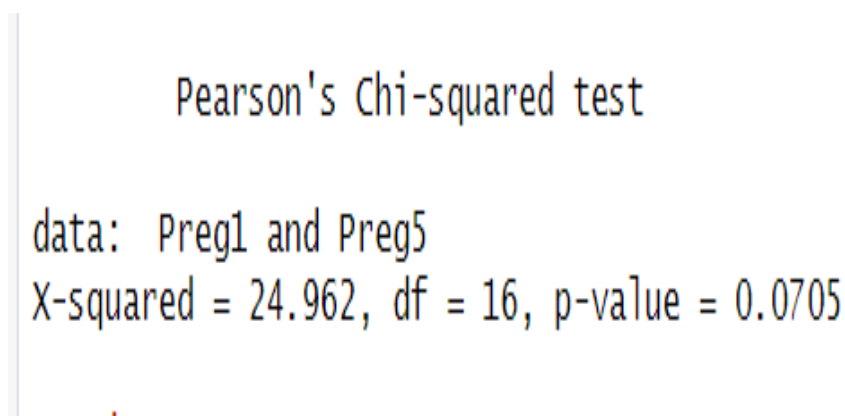 Pearson's Chi-squared test
data: Preg1 and Preg5
X-squared = 24.962, df = 16, p-value = 0.0705